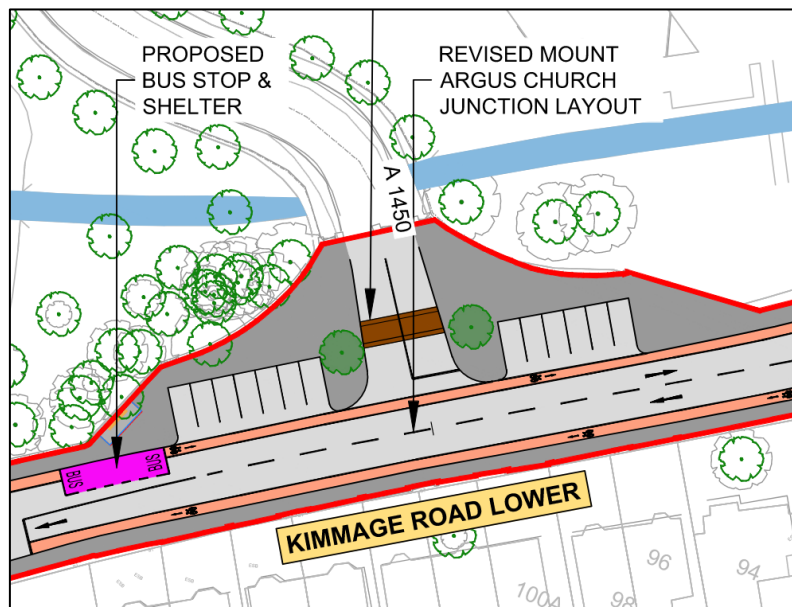 PROPOSED
BUS STOP &
SHELTER
REVISED MOUNT
ARGUS CHURCH
JUNCTION LAYOUT
A 1450
BUS
BUS
KIMMAGE ROAD LOWER
100A
98
96
94